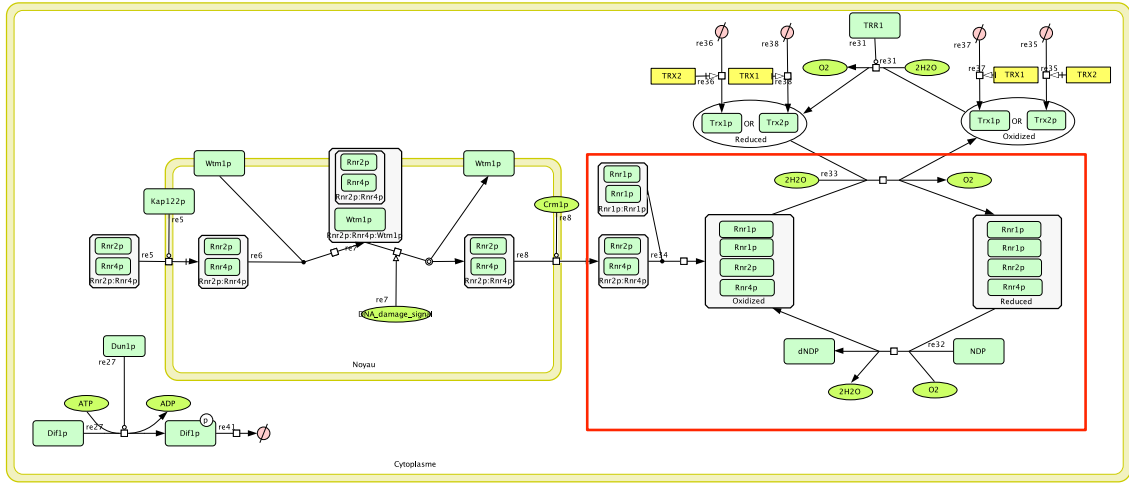 TRR1
re36
re38
re31
re37
re35
O2
re31
2H2O
TRX2
TRX1
TRX1
TRX2
re36
re38
re37
re35
Trx1p
OR
Trx2p
Reduced
Trx1p
OR
Trx2p
Oxidized
Wtm1p
Rnr2p
Rnr4p
Rnr2p:Rnr4p
Wtm1p
Rnr2p:Rnr4p:Wtm1p
Wtm1p
Rnr1p
Rnr1p
Rnr1p:Rnr1p
2H2O
re33
O2
Kap122p
re5
Crm1p
re8
Rnr2p
Rnr4p
Rnr2p:Rnr4p
re5
Rnr2p
Rnr4p
Rnr2p:Rnr4p
re6
re7
Rnr2p
Rnr4p
Rnr2p:Rnr4p
re8
Rnr2p
Rnr4p
Rnr2p:Rnr4p
re34
Rnr1p
Rnr1p
Rnr2p
Rnr4p
Oxidized
Rnr1p
Rnr1p
Rnr2p
Rnr4p
Reduced
re7
DNA_damage_signal
Dun1p
re27
Noyau
dNDP
re32
NDP
2H2O
O2
ATP
ADP
Dif1p
re27
p
Dif1p
re41
Cytoplasme